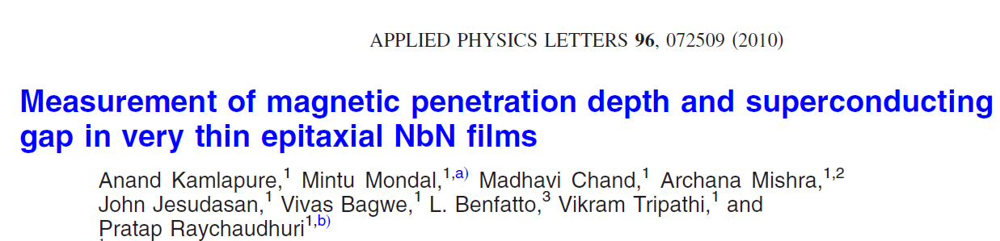 APPLIED PHYSICS LETTERS 96, 072509 (2010)
Measurement of magnetic penetration depth and superconducting
gap in very thin epitaxial NbN films
Anand Kamlapure,¹ Mintu Mondal,¹,ᵃ⁾ Madhavi Chand,¹ Archana Mishra,¹,²
John Jesudasan,¹ Vivas Bagwe,¹ L. Benfatto,³ Vikram Tripathi,¹ and
Pratap Raychaudhuri¹,ᵇ⁾